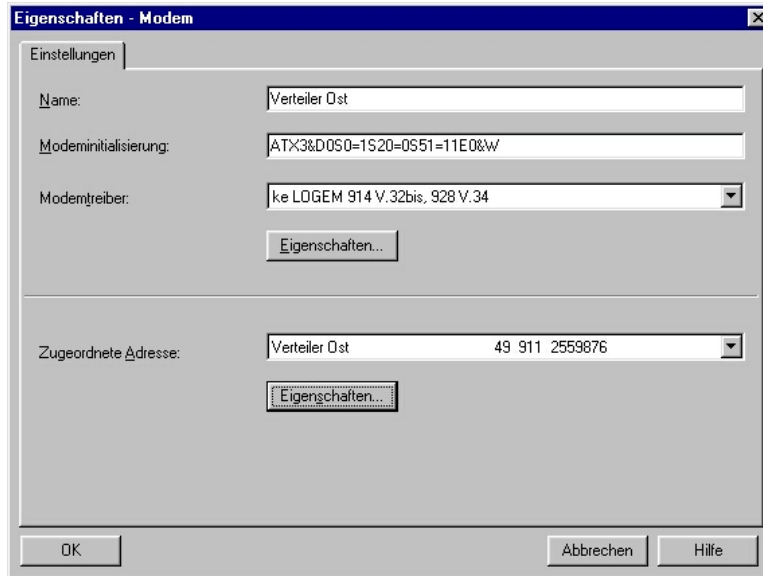 Eigenschaften - Modem
Einstellungen
Name: Verteiler Ost
Modeminitialisierung: ATX3&D0S0=1S20=0S51=11E0&W
Modemtreiber: ke LOGEM 914 V.32bis, 928 V.34
Eigenschaften...
Zugeordnete Adresse: Verteiler Ost 49 911 2559876
Eigenschaften...
OK Abbrechen Hilfe